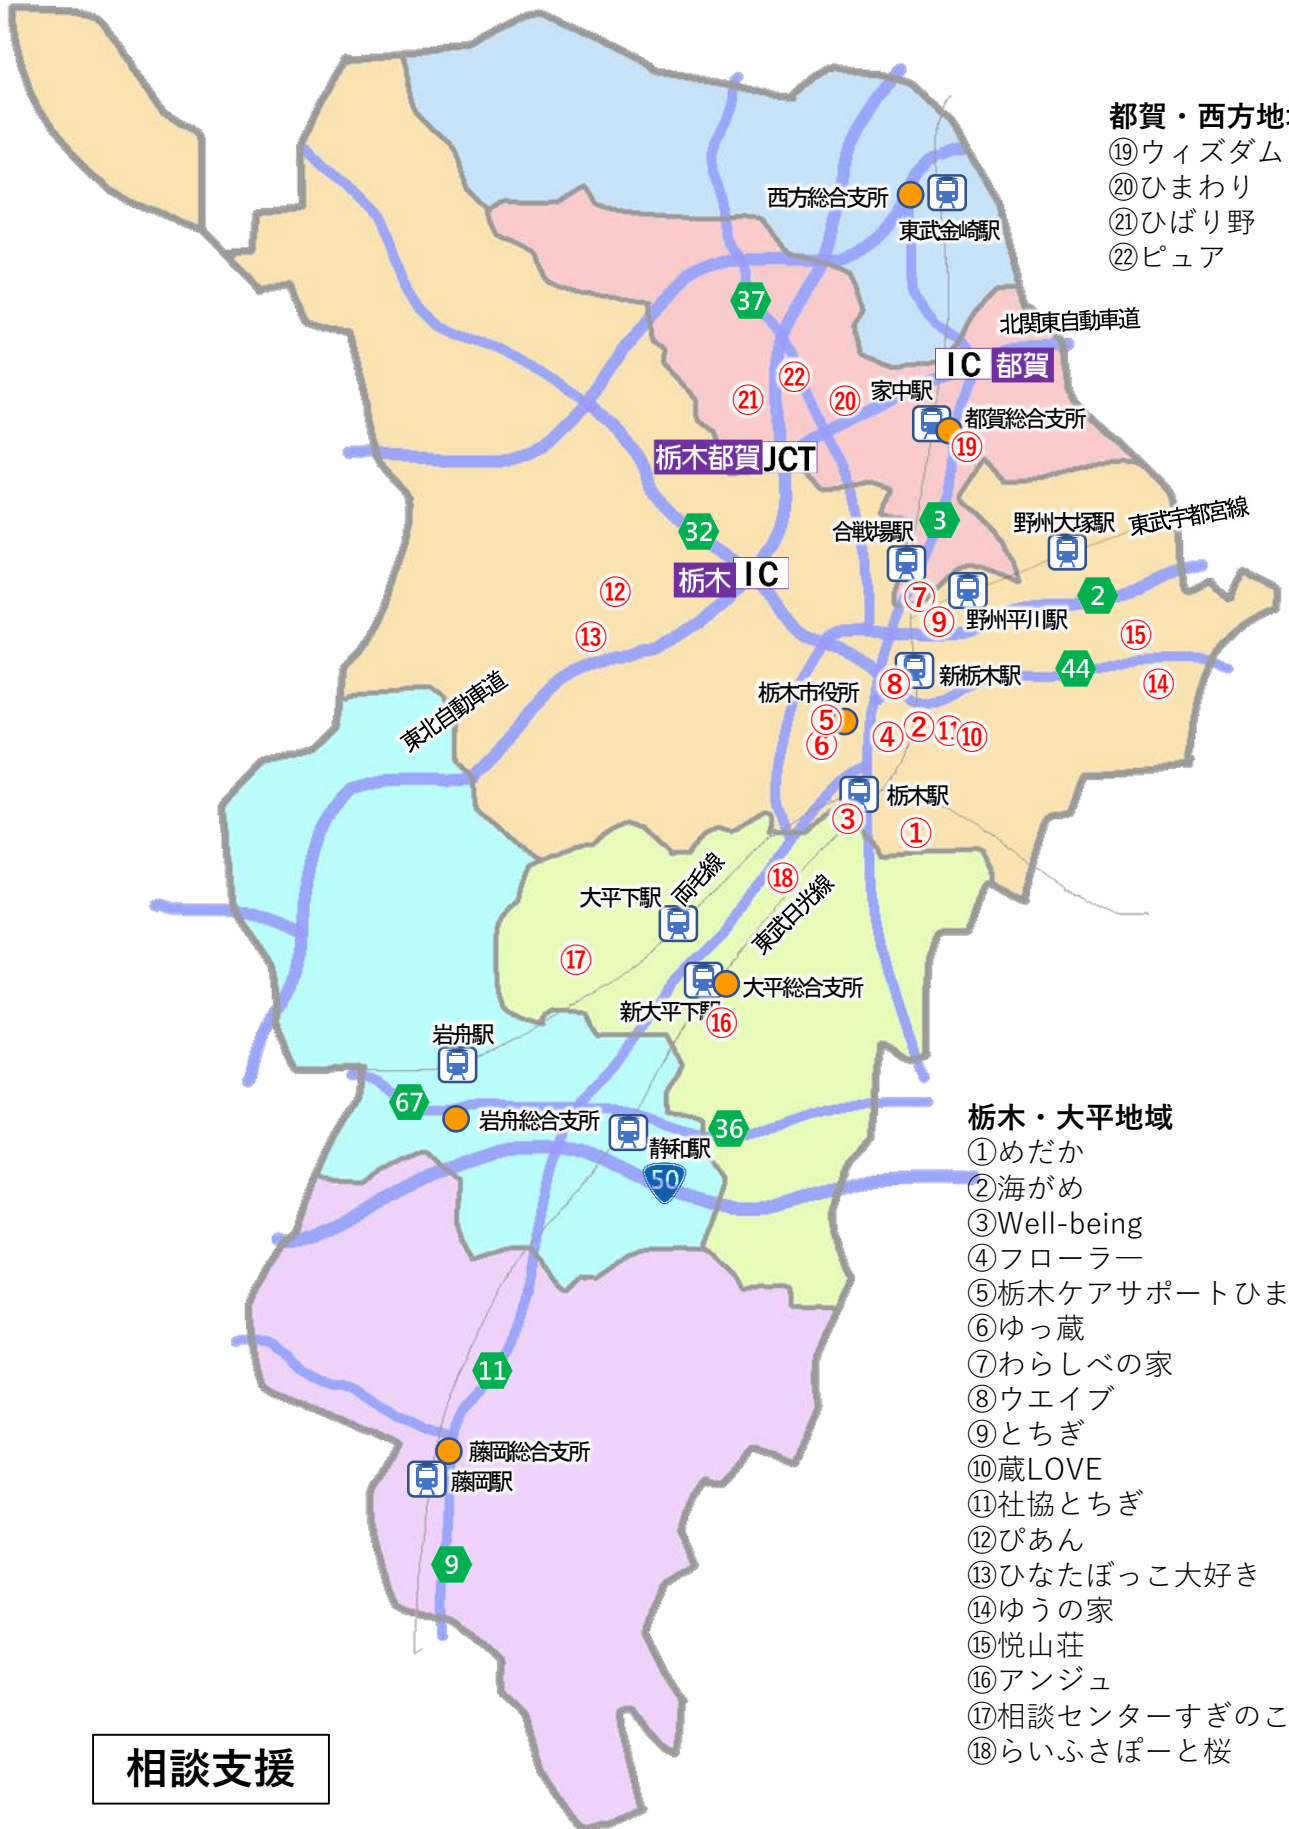 都賀・西方地
⑲ウィズダム
⑳ひまわり
㉑ひばり野
㉒ピュア
西方総合支所
東武金崎駅
37
北関東自動車道
IC 都賀
㉒
㉑
⑳
家中駅
都賀総合支所
⑲
栃木都賀JCT
3
32
合戦場駅
野州大塚駅
東武宇都宮線
栃木IC
⑫
⑦
2
⑨
野州平川駅
⑬
⑮
新栃木駅
44
⑧
⑭
栃木市役所
東北自動車道
⑤
②
④
⑪
⑩
⑥
栃木駅
③
①
⑱
両毛線
大平下駅
東武日光線
⑰
大平総合支所
新大平下駅
⑯
岩舟駅
67
岩舟総合支所
36
静和駅
50
11
藤岡総合支所
藤岡駅
9
栃木・大平地域
①めだか
②海がめ
③Well-being
④フローラー
⑤栃木ケアサポートひま
⑥ゆっ蔵
⑦わらしべの家
⑧ウエイブ
⑨とちぎ
⑩蔵LOVE
⑪社協とちぎ
⑫ぴあん
⑬ひなたぼっこ大好き
⑭ゆうの家
⑮悦山荘
⑯アンジュ
⑰相談センターすぎのこ
⑱らいふさぽーと桜
相談支援